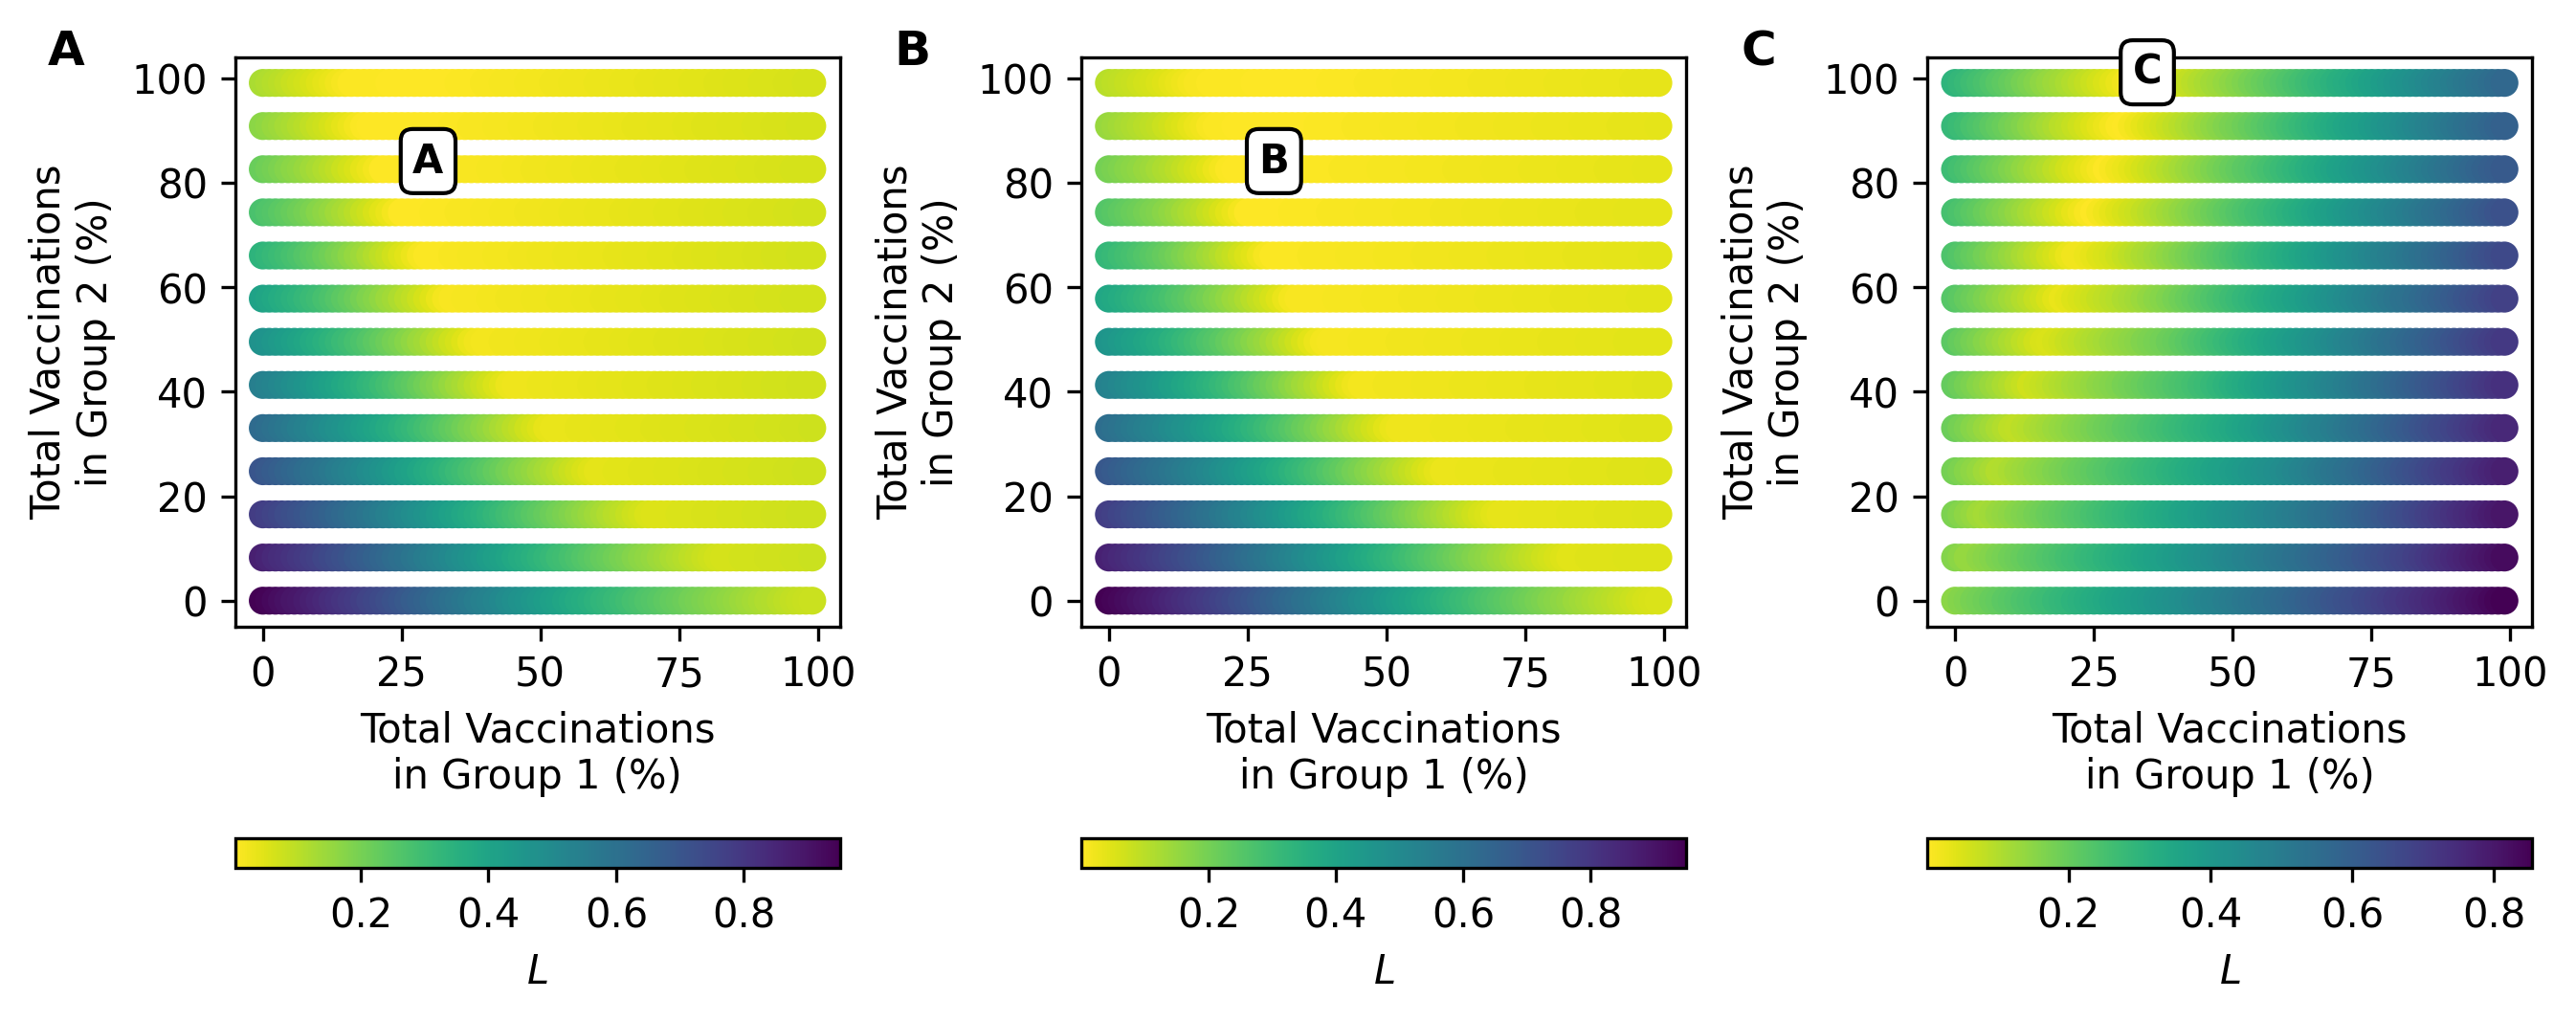 A
Total Vaccinations
in Group 2 (%)
100
80
60
40
20
0
A
0 25 50 75 100
Total Vaccinations
in Group 1 (%)
0.2 0.4 0.6 0.8
L
B
Total Vaccinations
in Group 2 (%)
100
80
60
40
20
0
B
0 25 50 75 100
Total Vaccinations
in Group 1 (%)
0.2 0.4 0.6 0.8
L
C
Total Vaccinations
in Group 2 (%)
100
80
60
40
20
0
C
0 25 50 75 100
Total Vaccinations
in Group 1 (%)
0.2 0.4 0.6 0.8
L